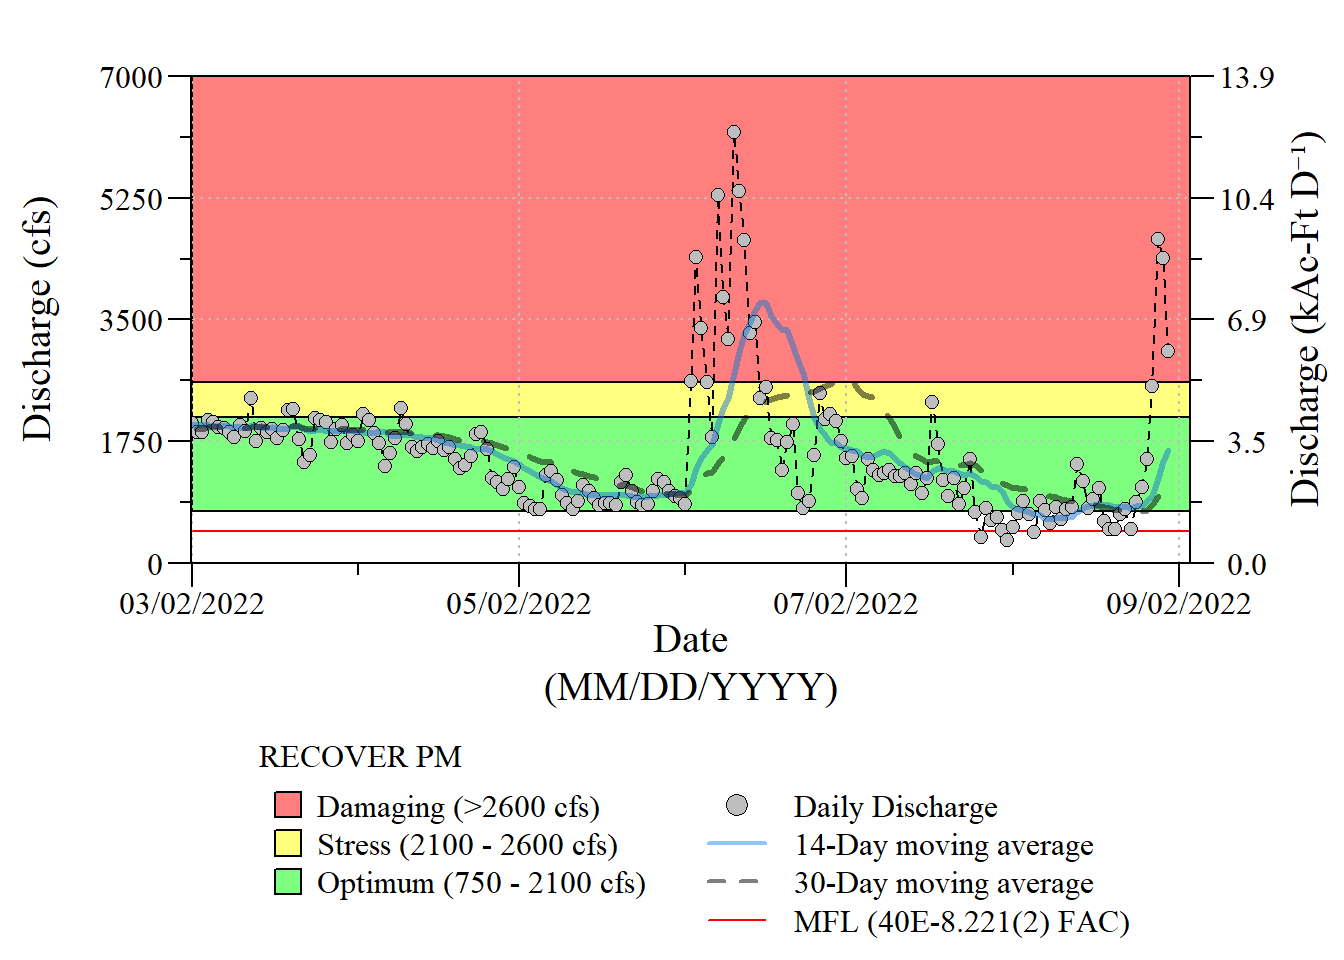 7000
5250
3500
1750
0
Discharge (cfs)
13.9
10.4
6.9
3.5
0.0
Discharge (kAc-Ft D⁻¹)
03/02/2022
05/02/2022
07/02/2022
09/02/2022
Date
(MM/DD/YYYY)
RECOVER PM
Damaging (>2600 cfs)
Stress (2100 - 2600 cfs)
Optimum (750 - 2100 cfs)
Daily Discharge
14-Day moving average
30-Day moving average
MFL (40E-8.221(2) FAC)